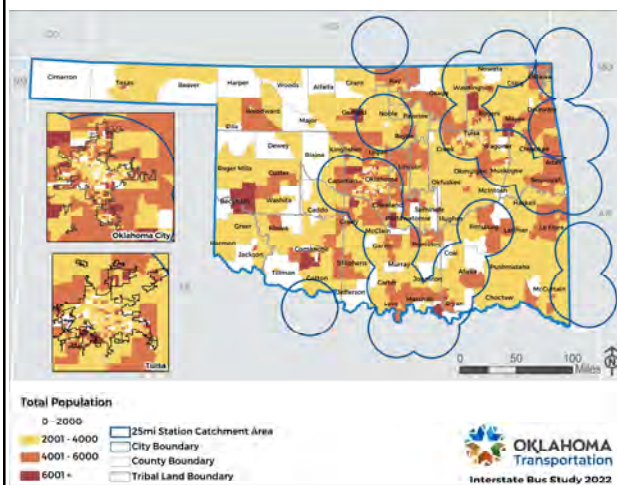 Cimarron
Texas
Beaver
Harper
Woods
Alfalfa
Grant
Kay
Osage
Washington
Nowata
Craig
Ottawa
Delaware
Mayes
Rogers
Tulsa
Woodward
Ellis
Major
Garfield
Noble
Pawnee
Payne
Creek
Wagoner
Cherokee
Adair
Dewey
Blaine
Kingfisher
Logan
Lincoln
Okmulgee
Muskogee
Sequoyah
Roger Mills
Custer
Canadian
Oklahoma
Okfuskee
McIntosh
Haskell
Beckham
Washita
Caddo
Grady
Cleveland
Pottawatomie
Seminole
Hughes
Pittsburg
Latimer
Le Flore
Greer
Kiowa
McClain
Garvin
Pontotoc
Coal
Harmon
Jackson
Comanche
Stephens
Murray
Johnston
Atoka
Pushmataha
McCurtain
Tillman
Cotton
Jefferson
Carter
Love
Marshall
Bryan
Choctaw
Oklahoma City
Tulsa
0 50 100
Miles
N
Total Population
0-2000
2001 - 4000
4001 - 6000
6001 +
25mi Station Catchment Area
City Boundary
County Boundary
Tribal Land Boundary
OKLAHOMA
Transportation
Interstate Bus Study 2022